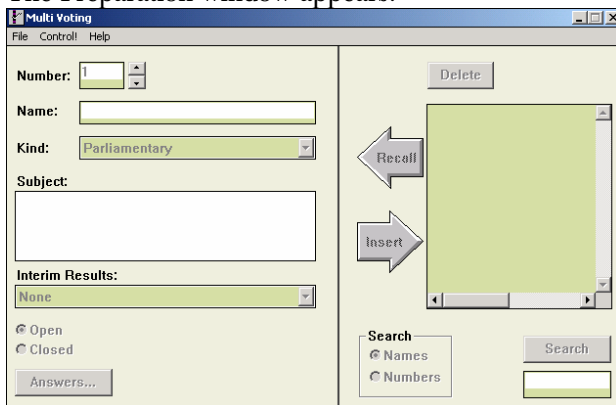 The Preparation window appears.
Multi Voting
File Control! Help
Number: 1
Name:
Kind: Parliamentary
Subject:
Interim Results:
None
Open
Closed
Answers...
Delete
Recall
Insert
Search
Names
Numbers
Search